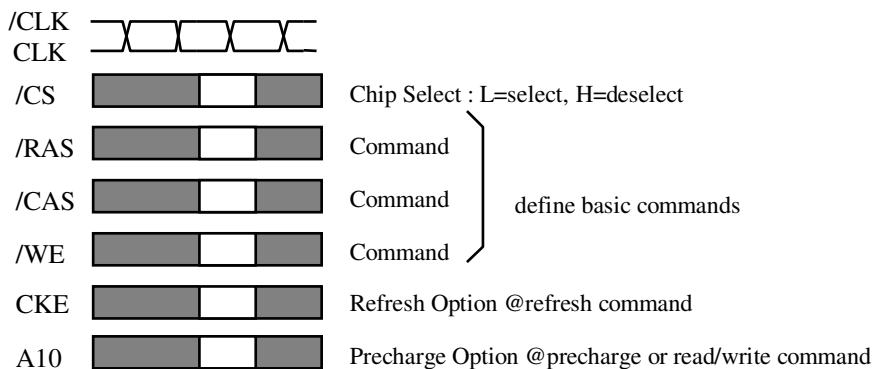 /CLK
CLK
/CS Chip Select : L=select, H=deselect
/RAS Command
/CAS Command
define basic commands
/WE Command
CKE Refresh Option @refresh command
A10 Precharge Option @precharge or read/write command